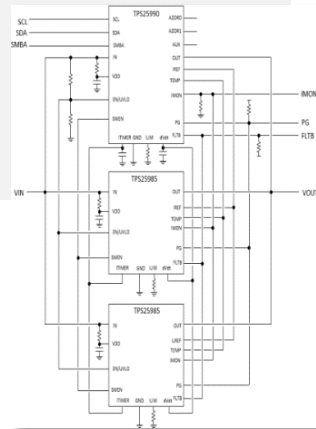 TPS25990
SCL
SDA
SMBA
SCL
SDA
SMBA
IN
VDD
EN/UVLO
SWEN
ITIMER
GND
ILIM
ADDR0
ADDR1
AUX
OUT
IREF
TEMP
IMON
PG
FLTB
IMON
PG
FLTB
VIN
TPS25985
IN
VDD
EN/UVLO
SWEN
ITIMER
GND
ILIM
OUT
IREF
TEMP
IMON
PG
FLTB
VOUT
TPS25985
IN
VDD
EN/UVLO
SWEN
ITIMER
GND
ILIM
OUT
IREF
TEMP
IMON
PG
FLTB